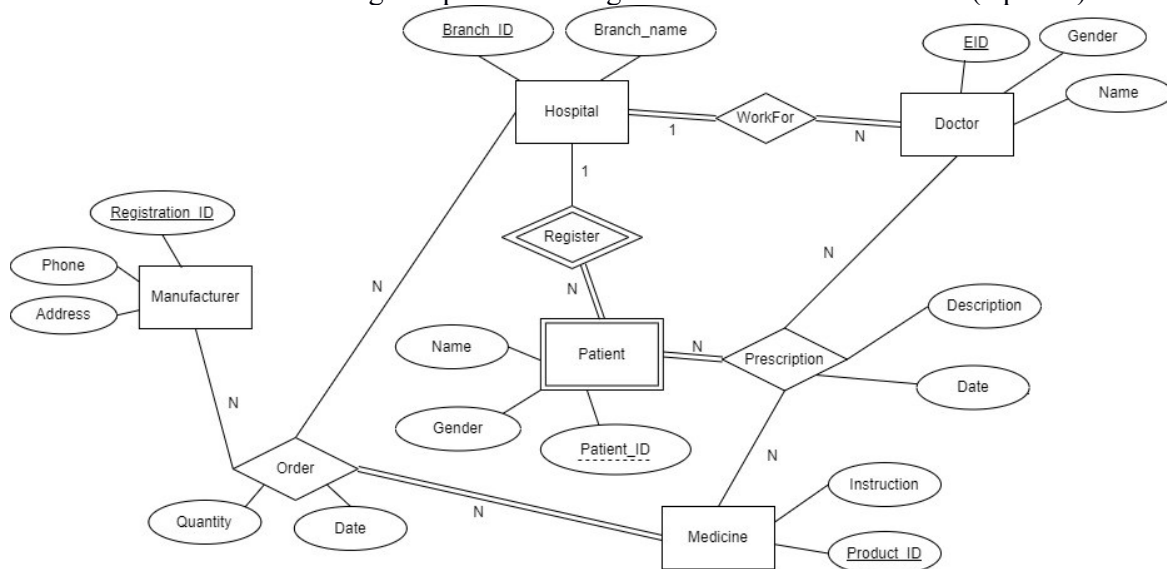 Branch_ID
Branch_name
EID
Gender
Name
Hospital
1
WorkFor
N
Doctor
1
Registration_ID
Register
N
Phone
Manufacturer
Address
N
N
Description
Name
Patient
N
Prescription
Date
N
Gender
Patient_ID
N
Order
Instruction
Quantity
Date
N
Medicine
Product_ID